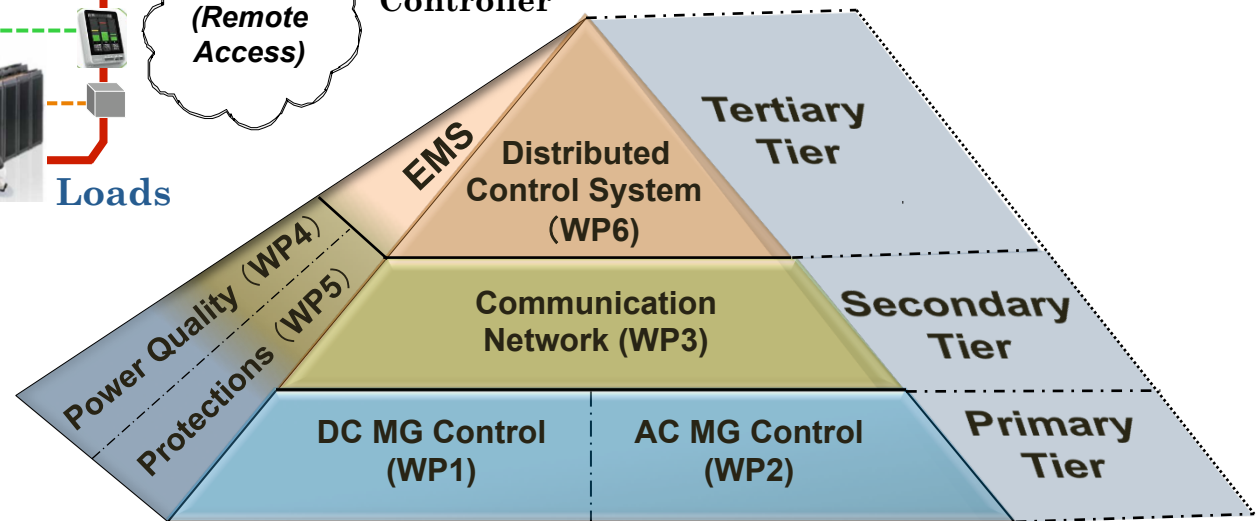 Controller
(Remote
Access)
Loads
EMS
Distributed
Control System
(WP6)
Tertiary
Tier
Power Quality (WP4)
Protections (WP5)
Communication
Network (WP3)
Secondary
Tier
DC MG Control
(WP1)
AC MG Control
(WP2)
Primary
Tier